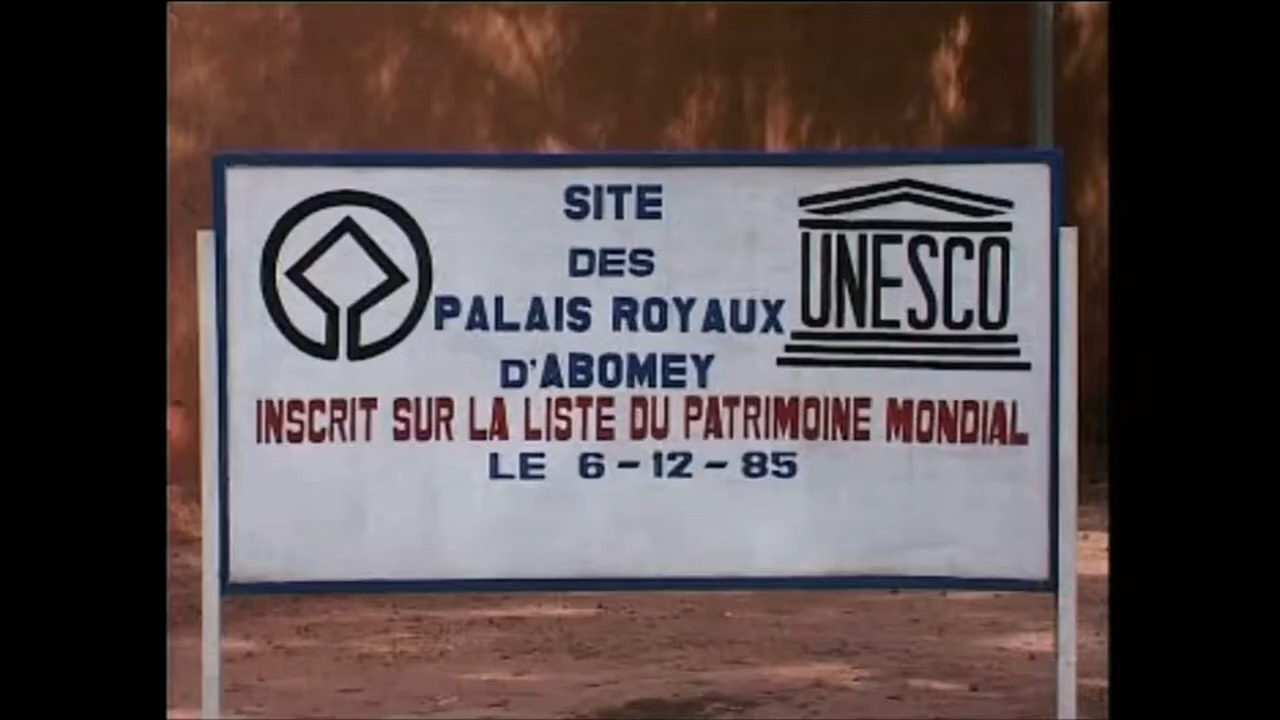 SITE
DES
PALAIS ROYAUX
D'ABOMEY
UNESCO
INSCRIT SUR LA LISTE DU PATRIMOINE MONDIAL
LE 6-12-85